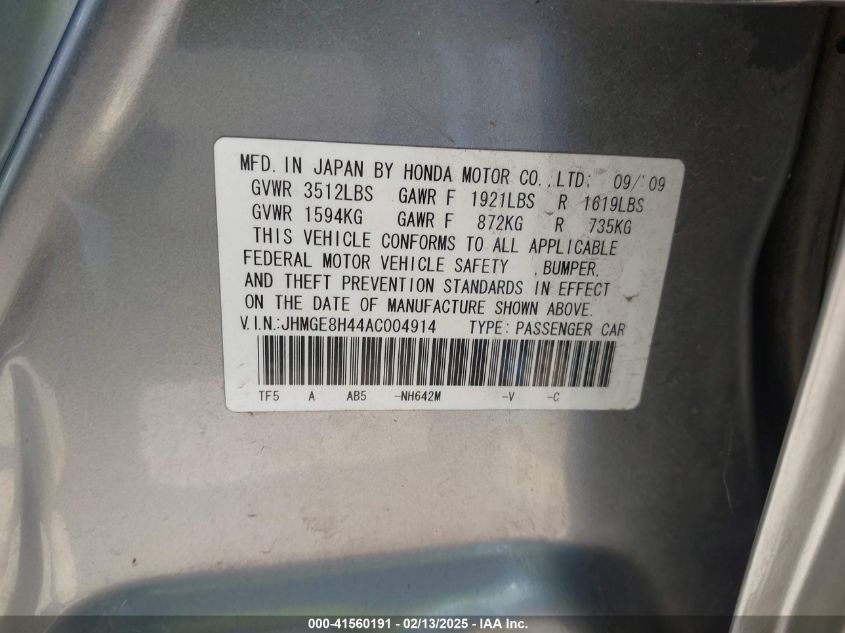 MFD. IN JAPAN BY HONDA MOTOR CO.,LTD: 09/'09
GVWR 3512LBS GAWR F 1921LBS R 1619LBS
GVWR 1594KG GAWR F 872KG R 735KG
THIS VEHICLE CONFORMS TO ALL APPLICABLE
FEDERAL MOTOR VEHICLE SAFETY ,BUMPER,
AND THEFT PREVENTION STANDARDS IN EFFECT
ON THE DATE OF MANUFACTURE SHOWN ABOVE.
V.I.N.:JHMGE8H44AC004914 TYPE: PASSENGER CAR
TF5 A AB5 -NH642M -V -C
000-41560191 - 02/13/2025 - IAA Inc.